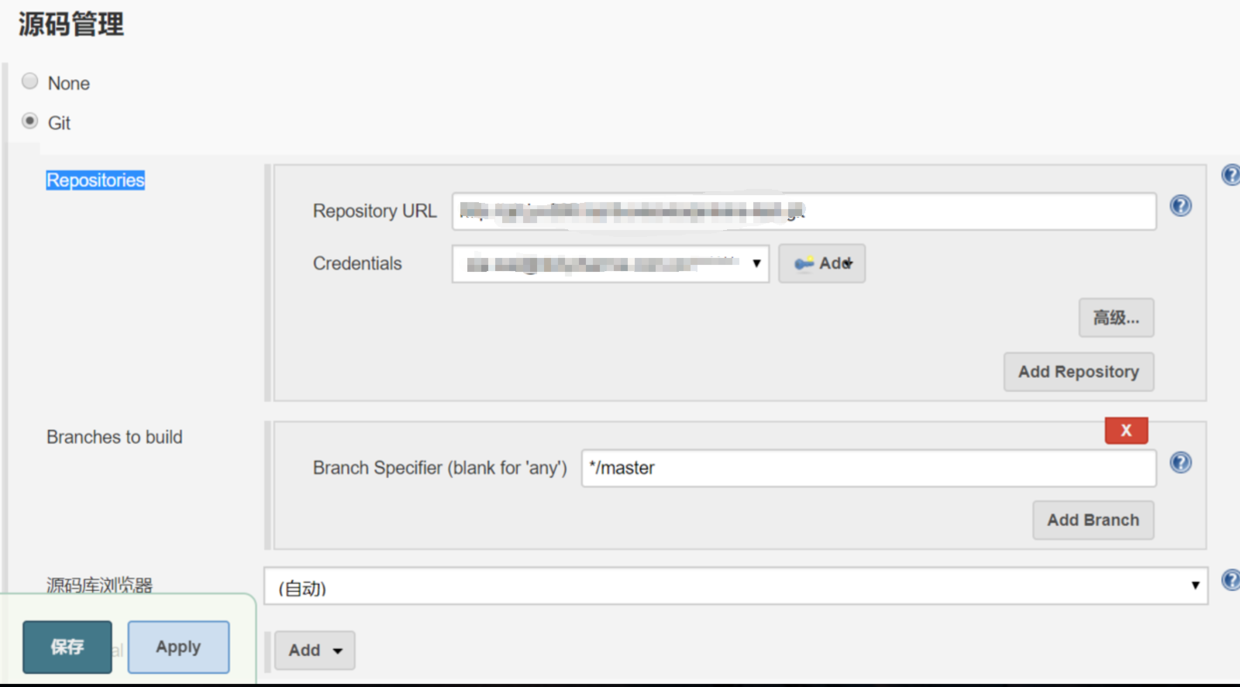 源码管理
None
Git
Repositories
Repository URL
Credentials
Add
高级...
Add Repository
Branches to build
X
Branch Specifier (blank for 'any') */master
Add Branch
源码库浏览器 (自动)
保存 Apply Add